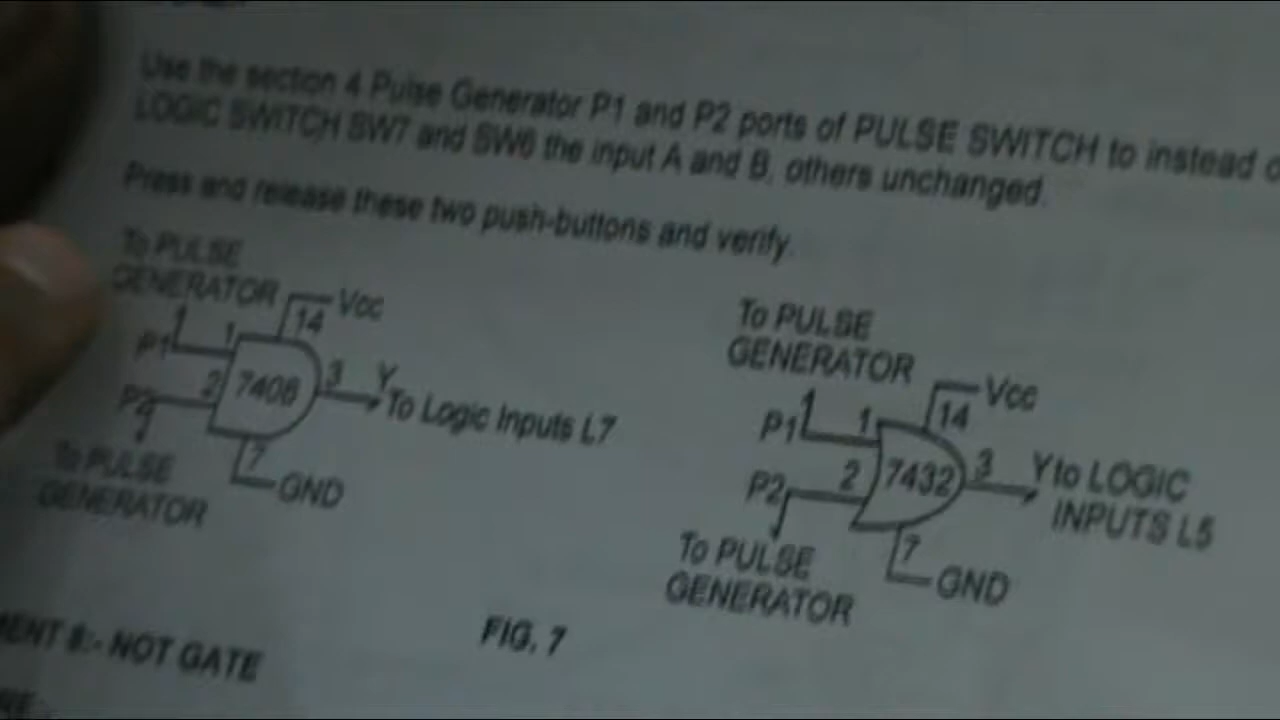 Use the section 4 Pulse Generator P1 and P2 ports of PULSE SWITCH to instead
LOGIC SWITCH SW7 and SW6 the input A and B, others unchanged.
Press and release these two push-buttons and verify.
To PULSE
GENERATOR
Vcc
14
P1
1
7408
3
Y
To Logic Inputs L7
P2
2
7
GND
To PULSE
GENERATOR
To PULSE
GENERATOR
Vcc
14
P1
1
7432
3
Y to LOGIC
INPUTS L5
P2
2
7
GND
To PULSE
GENERATOR
FIG. 7
8:- NOT GATE